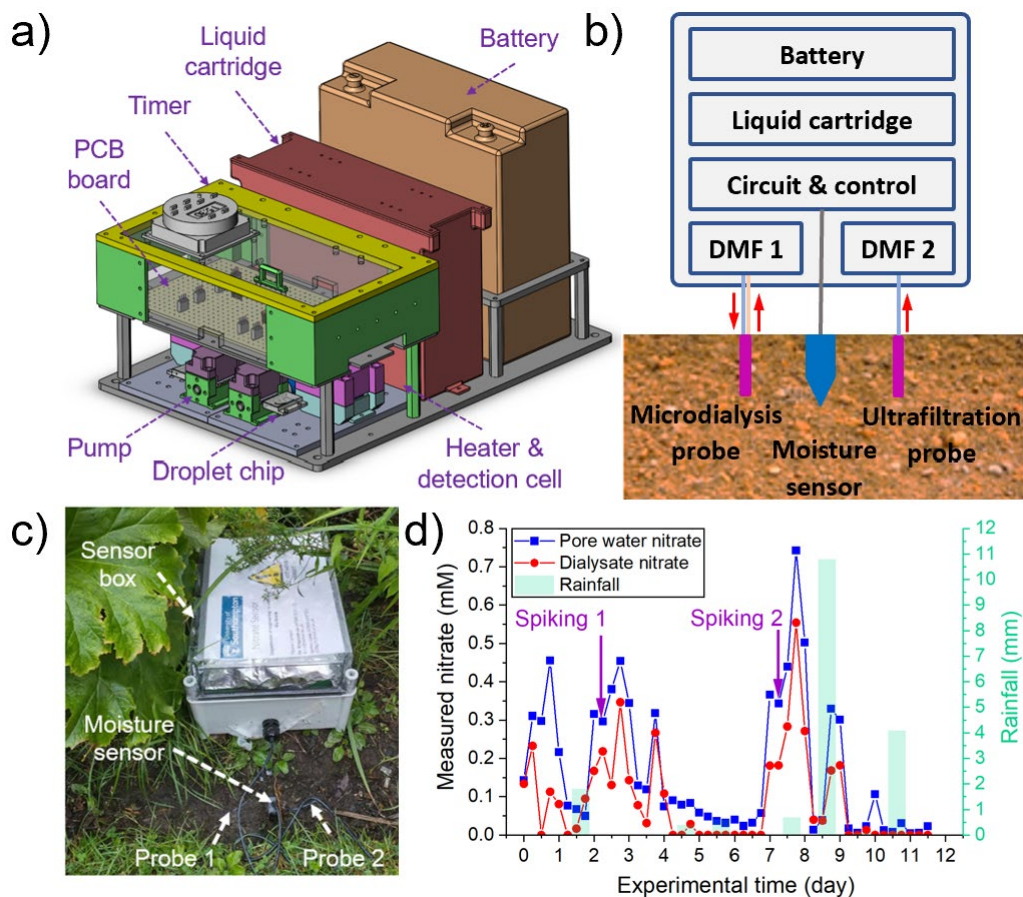 a)
Liquid
cartridge
Battery
Timer
PCB
board
Pump
Droplet chip
Heater &
detection cell
b)
Battery
Liquid cartridge
Circuit & control
DMF 1
DMF 2
Microdialysis
probe
Moisture
sensor
Ultrafiltration
probe
c)
Sensor
box
Nitrate Sensor
Moisture
sensor
Probe 1
Probe 2
d)
Pore water nitrate
Dialysate nitrate
Rainfall
Spiking 1
Spiking 2
Measured nitrate (mM)
0.8
0.7
0.6
0.5
0.4
0.3
0.2
0.1
0.0
12
11
10
9
8
7
6
5
4
3
2
1
0
Rainfall (mm)
0 1 2 3 4 5 6 7 8 9 10 11 12
Experimental time (day)